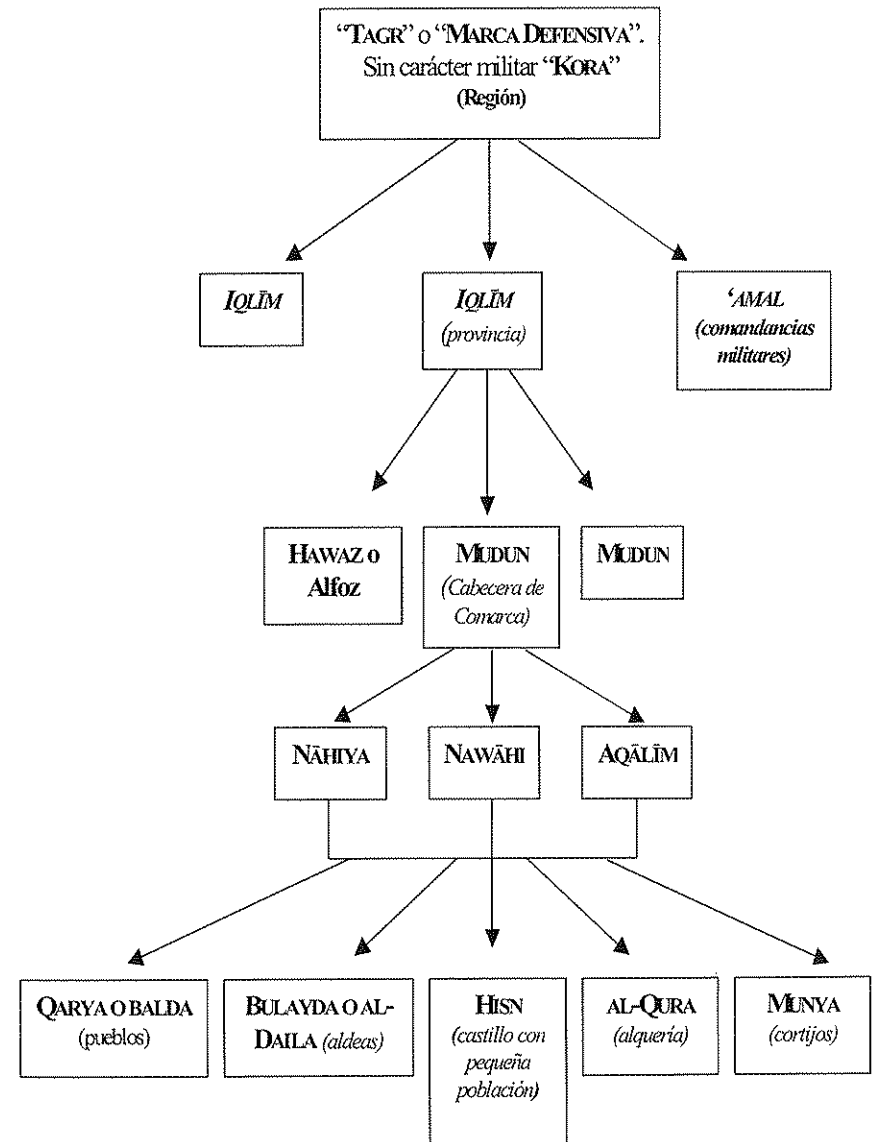 “TAGR” o “MARCA DEFENSIVA”.
Sin carácter militar “KORA”
(Región)
IQLĪM
IQLĪM
(provincia)
‘AMAL
(comandancias
militares)
HAWAZ o
Alfoz
MUDUN
(Cabecera de
Comarca)
MUDUN
NĀHIYA
NAWĀHI
AQĀLĪM
QARYA O BALDA
(pueblos)
BULAYDA O AL-
DAILA (aldeas)
HISN
(castillo con
pequeña
población)
AL-QURA
(alquería)
MUNYA
(cortijos)